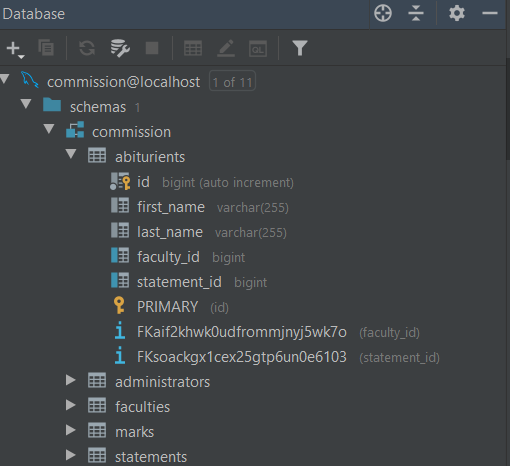 Database
QL
commission@localhost 1 of 11
schemas 1
commission
abiturients
id bigint (auto increment)
first_name varchar(255)
last_name varchar(255)
faculty_id bigint
statement_id bigint
PRIMARY (id)
FKaif2khwk0udfrommjnyj5wk7o (faculty_id)
FKsoackgx1cex25gtp6un0e6103 (statement_id)
administrators
faculties
marks
statements